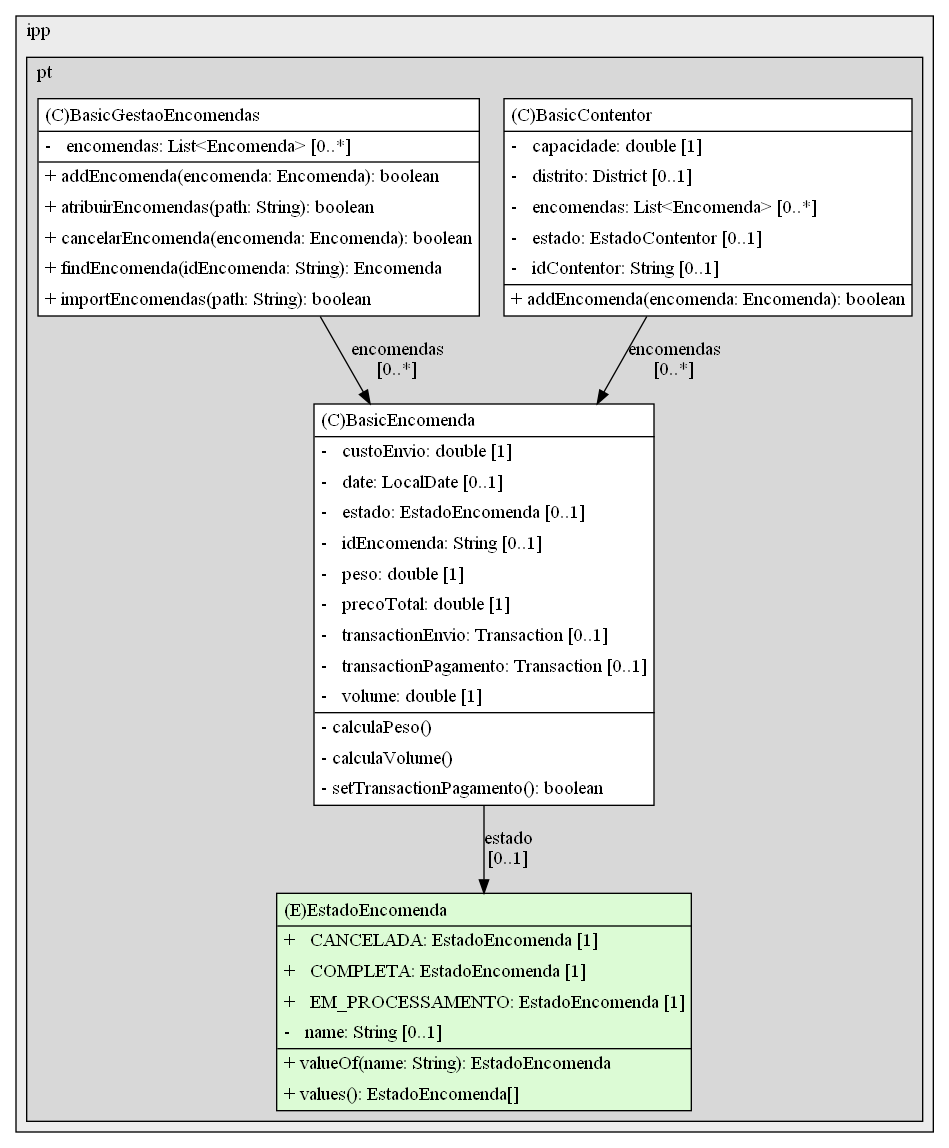 ipp
pt
(C)BasicGestaoEncomendas
- encomendas: List<Encomenda> [0..*]
+ addEncomenda(encomenda: Encomenda): boolean
+ atribuirEncomendas(path: String): boolean
+ cancelarEncomenda(encomenda: Encomenda): boolean
+ findEncomenda(idEncomenda: String): Encomenda
+ importEncomendas(path: String): boolean
(C)BasicContentor
- capacidade: double [1]
- distrito: District [0..1]
- encomendas: List<Encomenda> [0..*]
- estado: EstadoContentor [0..1]
- idContentor: String [0..1]
+ addEncomenda(encomenda: Encomenda): boolean
encomendas
[0..*]
encomendas
[0..*]
(C)BasicEncomenda
- custoEnvio: double [1]
- date: LocalDate [0..1]
- estado: EstadoEncomenda [0..1]
- idEncomenda: String [0..1]
- peso: double [1]
- precoTotal: double [1]
- transactionEnvio: Transaction [0..1]
- transactionPagamento: Transaction [0..1]
- volume: double [1]
- calculaPeso()
- calculaVolume()
- setTransactionPagamento(): boolean
estado
[0..1]
(E)EstadoEncomenda
+ CANCELADA: EstadoEncomenda [1]
+ COMPLETA: EstadoEncomenda [1]
+ EM_PROCESSAMENTO: EstadoEncomenda [1]
- name: String [0..1]
+ valueOf(name: String): EstadoEncomenda
+ values(): EstadoEncomenda[]